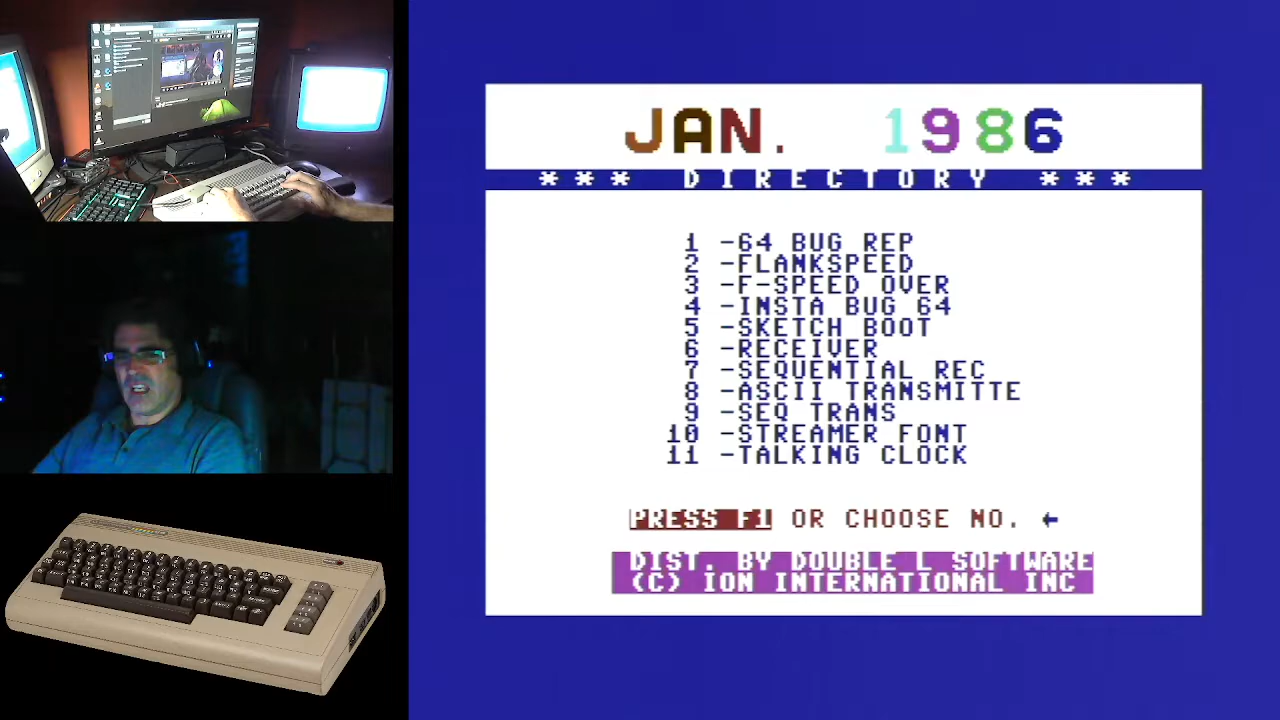 JAN. 1986
*** DIRECTORY ***
1 -64 BUG REP
2 -FLANKSPEED
3 -F-SPEED OVER
4 -INSTA BUG 64
5 -SKETCH BOOT
6 -RECEIVER
7 -SEQUENTIAL REC
8 -ASCII TRANSMITTE
9 -SEQ TRANS
10 -STREAMER FONT
11 -TALKING CLOCK
PRESS F1 OR CHOOSE NO. ←
DIST. BY DOUBLE L SOFTWARE
(C) ION INTERNATIONAL INC